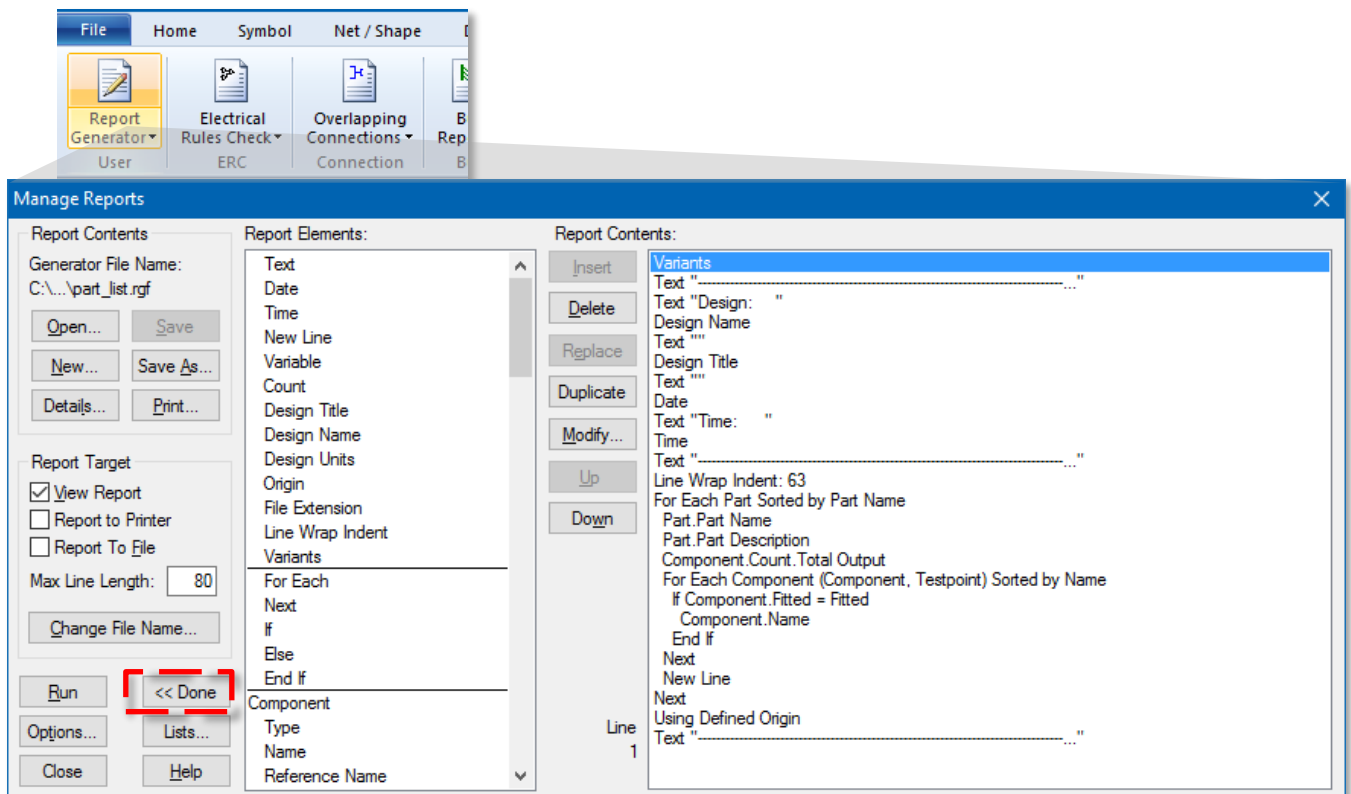 File Home Symbol Net / Shape
Report Generator
Electrical Rules Check
Overlapping Connections
B
Rep
User ERC Connection B
Manage Reports
Report Contents
Generator File Name:
C:\...\part_list.rgf
Open... Save
New... Save As...
Details... Print...
Report Target
View Report
Report to Printer
Report To File
Max Line Length: 80
Change File Name...
Run << Done
Options... Lists...
Close Help
Report Elements:
Text
Date
Time
New Line
Variable
Count
Design Title
Design Name
Design Units
Origin
File Extension
Line Wrap Indent
Variants
For Each
Next
If
Else
End If
Component
Type
Name
Reference Name
Report Contents:
Insert
Delete
Replace
Duplicate
Modify...
Up
Down
Line
1
Variants
Text "--------------------------------------------------------------------------------..."
Text "Design:     "
Design Name
Text ""
Design Title
Text ""
Date
Text "Time:     "
Time
Text "--------------------------------------------------------------------------------..."
Line Wrap Indent: 63
For Each Part Sorted by Part Name
Part.Part Name
Part.Part Description
Component.Count.Total Output
For Each Component (Component, Testpoint) Sorted by Name
If Component.Fitted = Fitted
Component.Name
End If
Next
New Line
Next
Using Defined Origin
Text "--------------------------------------------------------------------------------..."